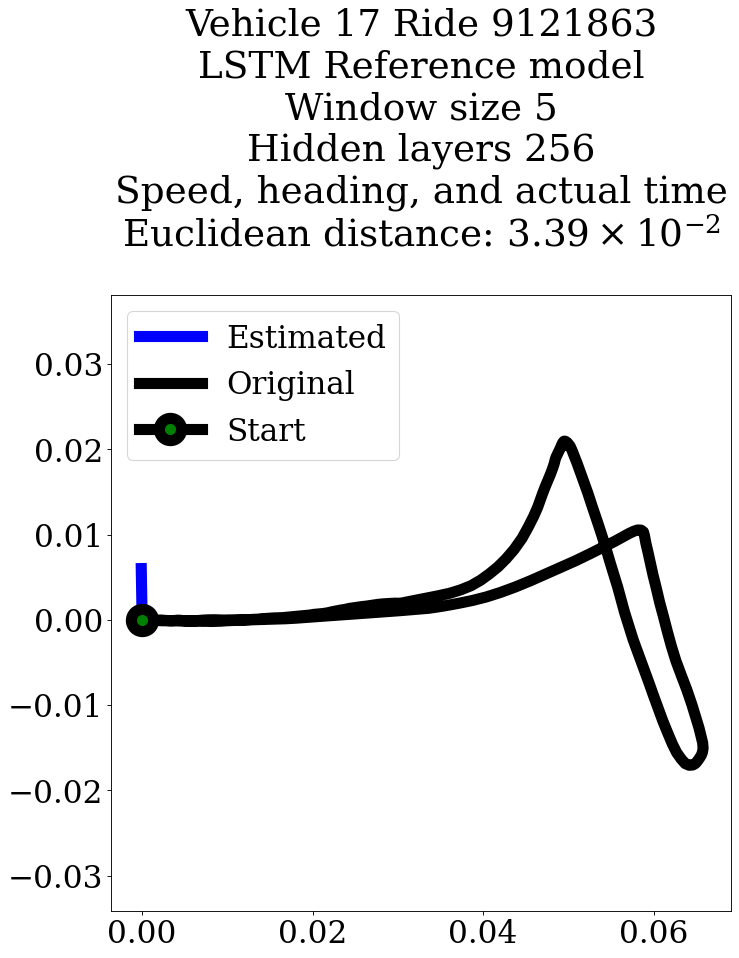 Vehicle 17 Ride 9121863
LSTM Reference model
Window size 5
Hidden layers 256
Speed, heading, and actual time
Euclidean distance: 3.39 × 10⁻²
Estimated
Original
Start
0.03
0.02
0.01
0.00
−0.01
−0.02
−0.03
0.00 0.02 0.04 0.06